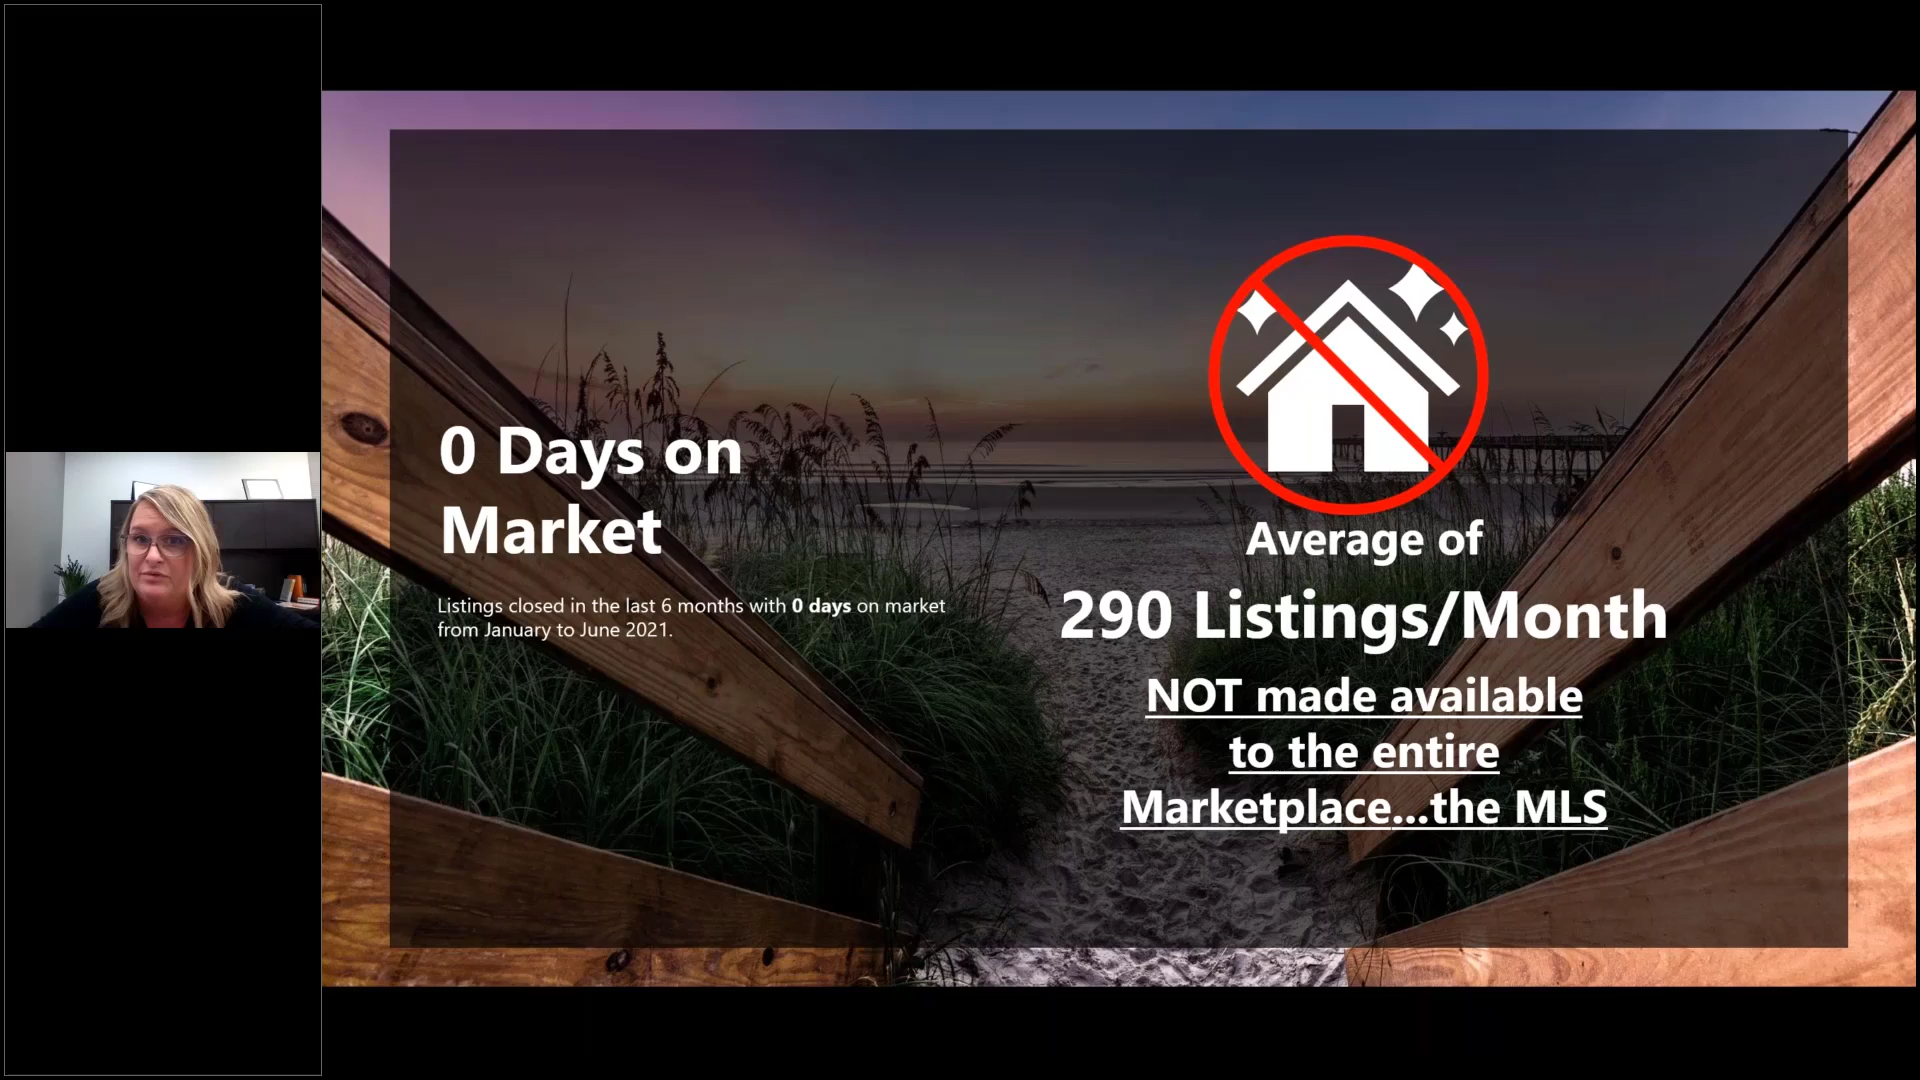 0 Days on
Market
Listings closed in the last 6 months with 0 days on market
from January to June 2021.
Average of
290 Listings/Month
NOT made available
to the entire
Marketplace...the MLS